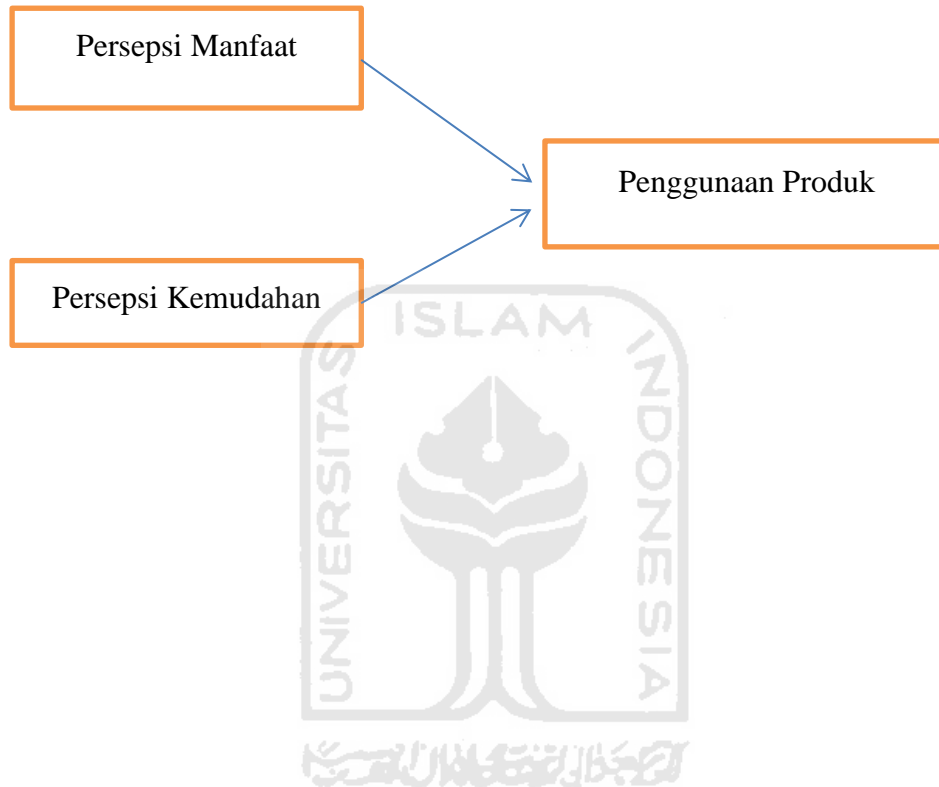 Persepsi Manfaat
Penggunaan Produk
Persepsi Kemudahan
UNIVERSITAS
ISLAM
INDONESIA